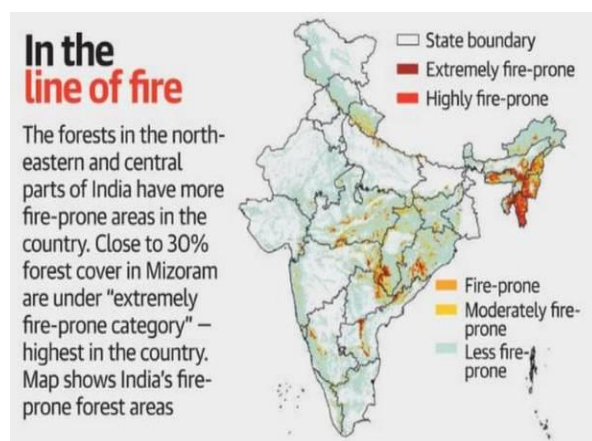 In the
line of fire
The forests in the north-
eastern and central
parts of India have more
fire-prone areas in the
country. Close to 30%
forest cover in Mizoram
are under "extremely
fire-prone category" –
highest in the country.
Map shows India's fire-
prone forest areas
State boundary
Extremely fire-prone
Highly fire-prone
Fire-prone
Moderately fire-
prone
Less fire-
prone